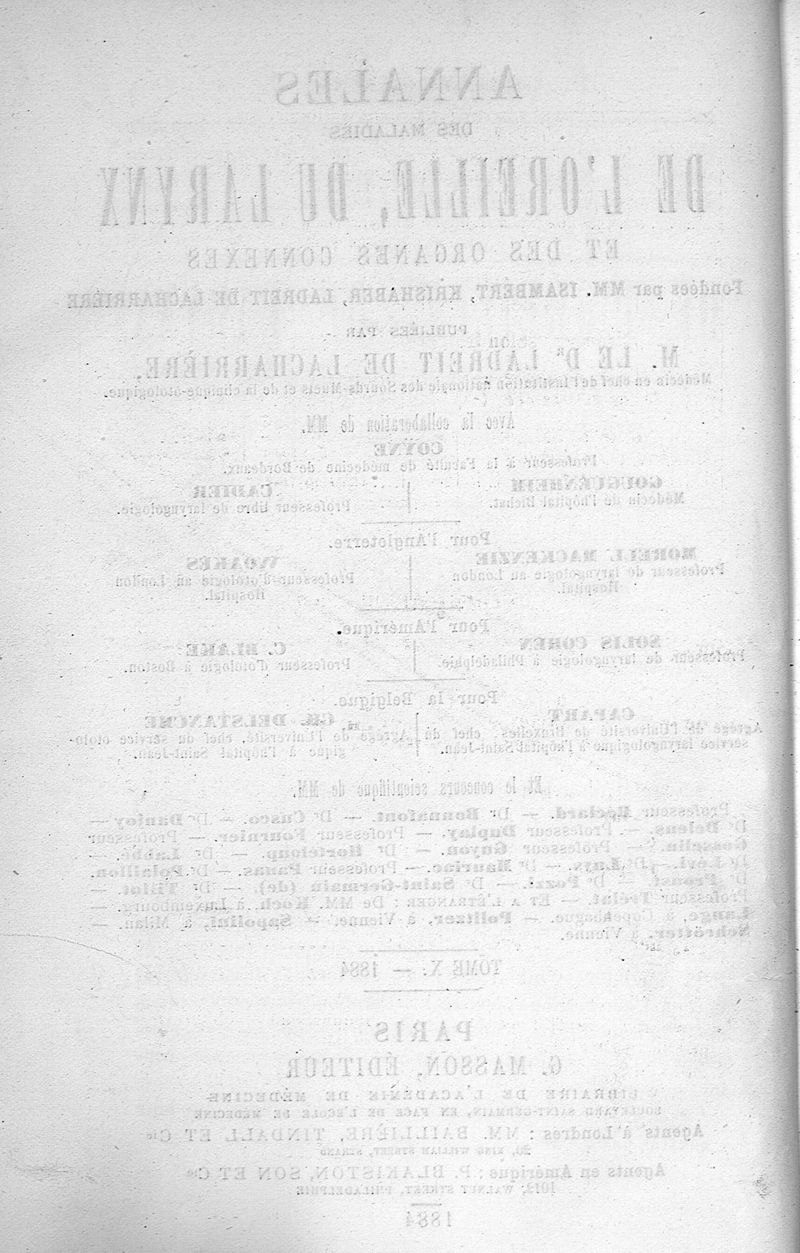 ANNALES
DES MALADIES
DE L'OREILLE, DU LARYNX
ET DES ORGANES CONNEXES
Fondées par MM. ISAMBERT, KRISHABER, LADREIT DE LACHARRIÈRE
PUBLIÉES PAR
M. LE Dr LADREIT DE LACHARRIÈRE,
Médecin en chef de l'Institution nationale des Sourds-Muets et de la clinique otologique.
Avec la collaboration de MM.
COYNE
Professeur à la Faculté de médecine de Bordeaux.
GOUGUENHEIM
Médecin de l'hôpital Bichat.
CADIER
Professeur libre de laryngologie.
Pour l'Angleterre.
MORELL MACKENZIE
Professeur de laryngologie au London
Hospital.
WOAKES
Professeur d'otologie au London
Hospital.
Pour l'Amérique.
SOLIS COHEN
Professeur de laryngologie à Philadelphie.
C. BLAKE
Professeur d'otologie à Boston.
Pour la Belgique.
CAPART
Agrégé de l'Université de Bruxelles, chef du
service laryngologique à l'hôpital Saint-Jean.
CH. DELSTANCHE
Agrégé de l'Université, chef du service otolo-
gique à l'hôpital Saint-Jean.
Et le concours scientifique de MM.
Professeur Béclard. — Dr Bonnafont. — Dr Cusco. — Dr Danjoy —
Dr Delens. — Professeur Duplay. — Professeur Fournier. — Professeur
Gosselin. — Professeur Guyon. — Dr Horteloup. — Dr Labbé. —
Dr Lévi. — Dr Luys. — Dr Mauriac. — Professeur Panas. — Dr Polaillon.
Dr Proust. — Dr Pozzi. — Dr Saint-Germain (de). — Dr Tillot. —
Professeur Trélat. — ET A L'ÉTRANGER : De MM. Koch, à Luxembourg. —
Lange, à Copenhague. — Politzer, à Vienne. — Sapolini, à Milan. —
Schrötter, à Vienne.
TOME X. — 1884
PARIS
G. MASSON, ÉDITEUR
LIBRAIRE DE L'ACADÉMIE DE MÉDECINE
BOULEVARD SAINT-GERMAIN, EN FACE DE L'ÉCOLE DE MÉDECINE
Agents à Londres : MM. BAILLIÈRE, TINDALL ET Cie
20, KING WILLIAM STREET, STRAND
Agents en Amérique : P. BLAKISTON, SON ET Cie
1012, WALNUT STREET, PHILADELPHIE
1884